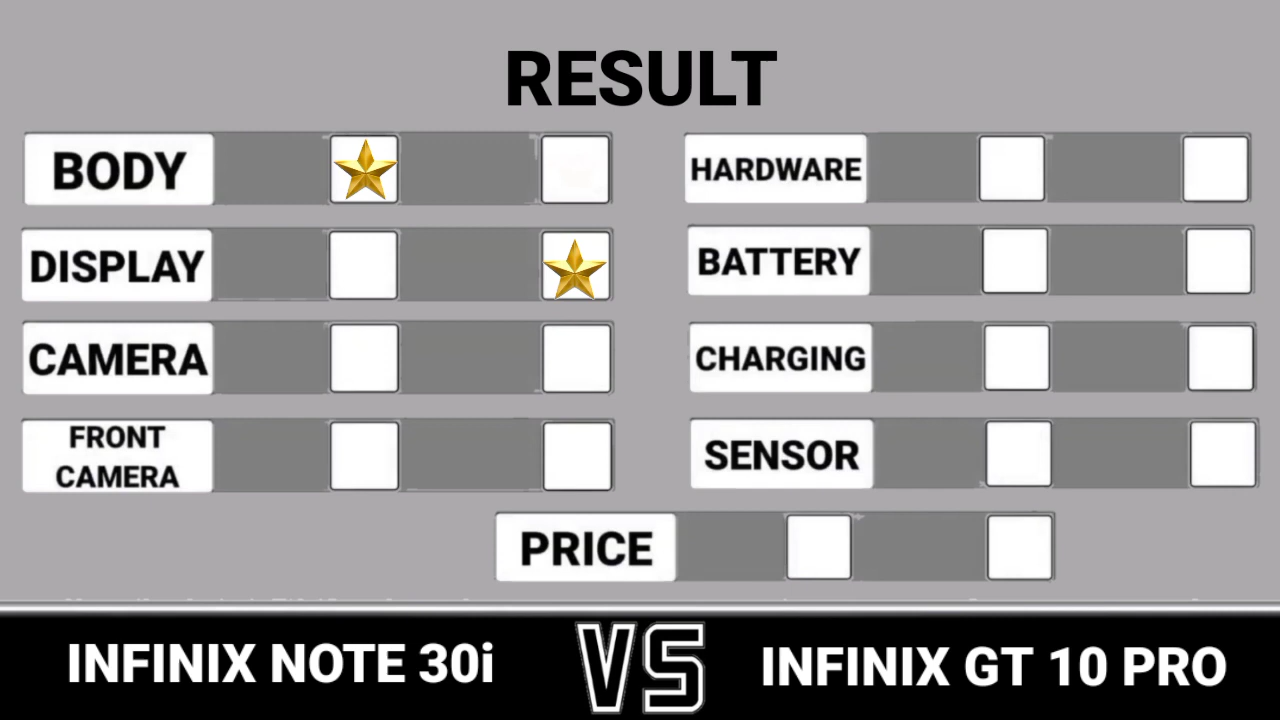 RESULT
BODY
HARDWARE
DISPLAY
BATTERY
CAMERA
CHARGING
FRONT
CAMERA
SENSOR
PRICE
INFINIX NOTE 30i
VS
INFINIX GT 10 PRO